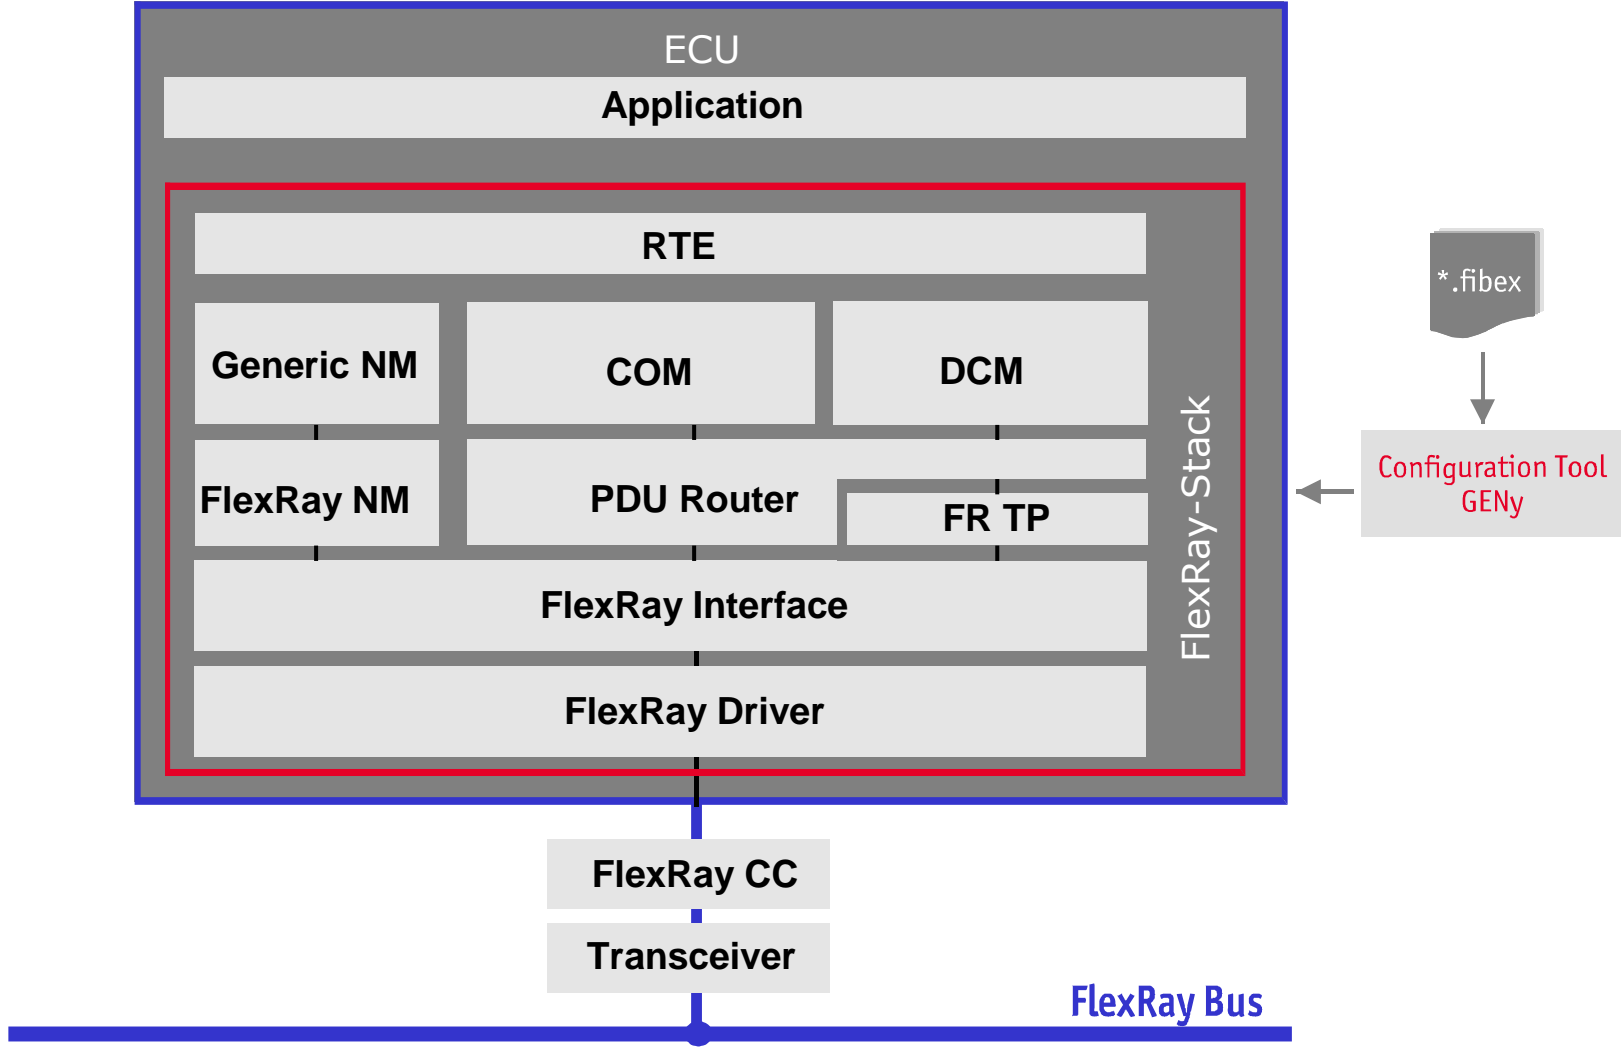 ECU
Application
RTE
Generic NM
COM
DCM
FlexRay NM
PDU Router
FR TP
FlexRay Interface
FlexRay Driver
FlexRay-Stack
*.fibex
Configuration Tool
GENy
FlexRay CC
Transceiver
FlexRay Bus